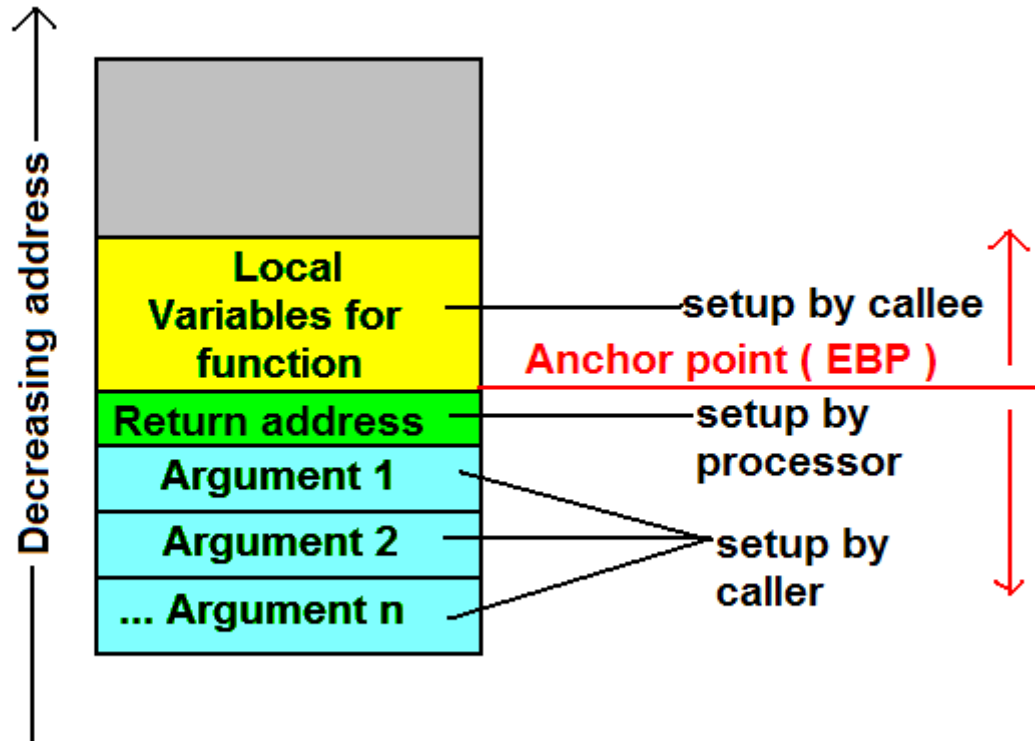 Decreasing address
Local
Variables for
function
setup by callee
Anchor point ( EBP )
Return address
setup by
processor
Argument 1
Argument 2
... Argument n
setup by
caller